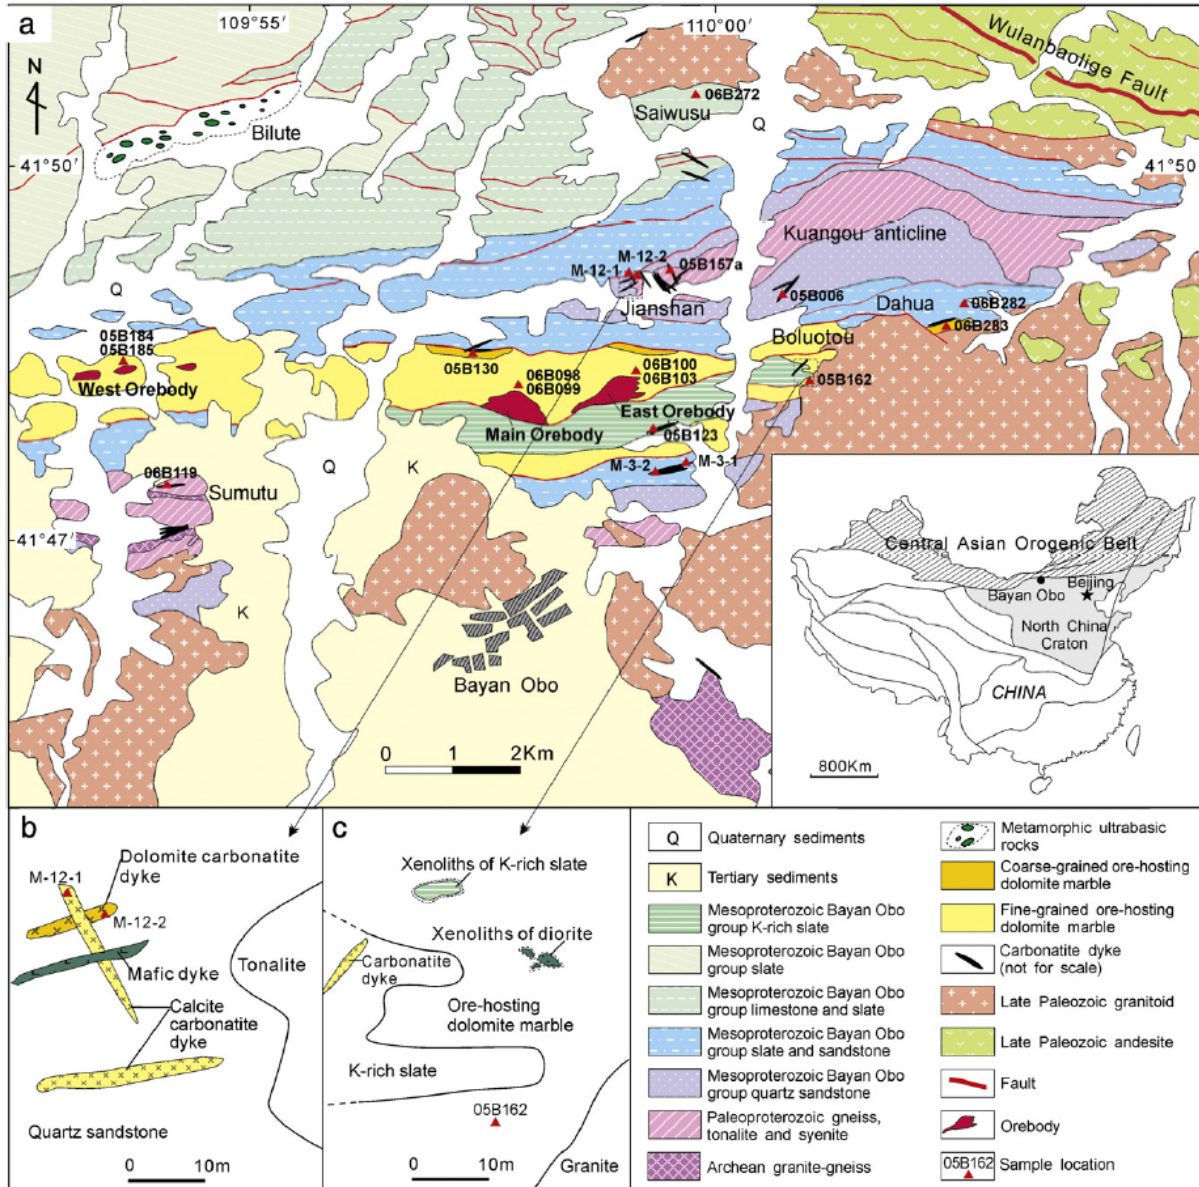 a
109°55′
110°00′
N
Wulanbaolige Fault
06B272
Saiwusu
Bilute
Q
41°50′
41°50
Kuangou anticline
M-12-2
M-12-1
05B157a
Q
Jianshan
05B006
Dahua
06B282
06B283
05B184
05B185
Boluotou
05B130
06B098
06B099
06B100
06B103
05B162
West Orebody
East Orebody
Main Orebody
05B123
Q
K
M-3-2
M-3-1
06B119
Sumutu
41°47
K
Bayan Obo
0 1 2Km
Central Asian Orogenic Belt
Beijing
Bayan Obo
North China
Craton
CHINA
800Km
b
Dolomite carbonatite
dyke
M-12-1
M-12-2
Mafic dyke
Tonalite
Calcite
carbonatite
dyke
Quartz sandstone
0 10m
c
Xenoliths of K-rich slate
Xenoliths of diorite
Carbonatite
dyke
Ore-hosting
dolomite marble
K-rich slate
05B162
0 10m
Granite
Q Quaternary sediments
K Tertiary sediments
Mesoproterozoic Bayan Obo
group K-rich slate
Mesoproterozoic Bayan Obo
group slate
Mesoproterozoic Bayan Obo
group limestone and slate
Mesoproterozoic Bayan Obo
group slate and sandstone
Mesoproterozoic Bayan Obo
group quartz sandstone
Paleoproterozoic gneiss,
tonalite and syenite
Archean granite-gneiss
Metamorphic ultrabasic
rocks
Coarse-grained ore-hosting
dolomite marble
Fine-grained ore-hosting
dolomite marble
Carbonatite dyke
(not for scale)
Late Paleozoic granitoid
Late Paleozoic andesite
Fault
Orebody
05B162 Sample location